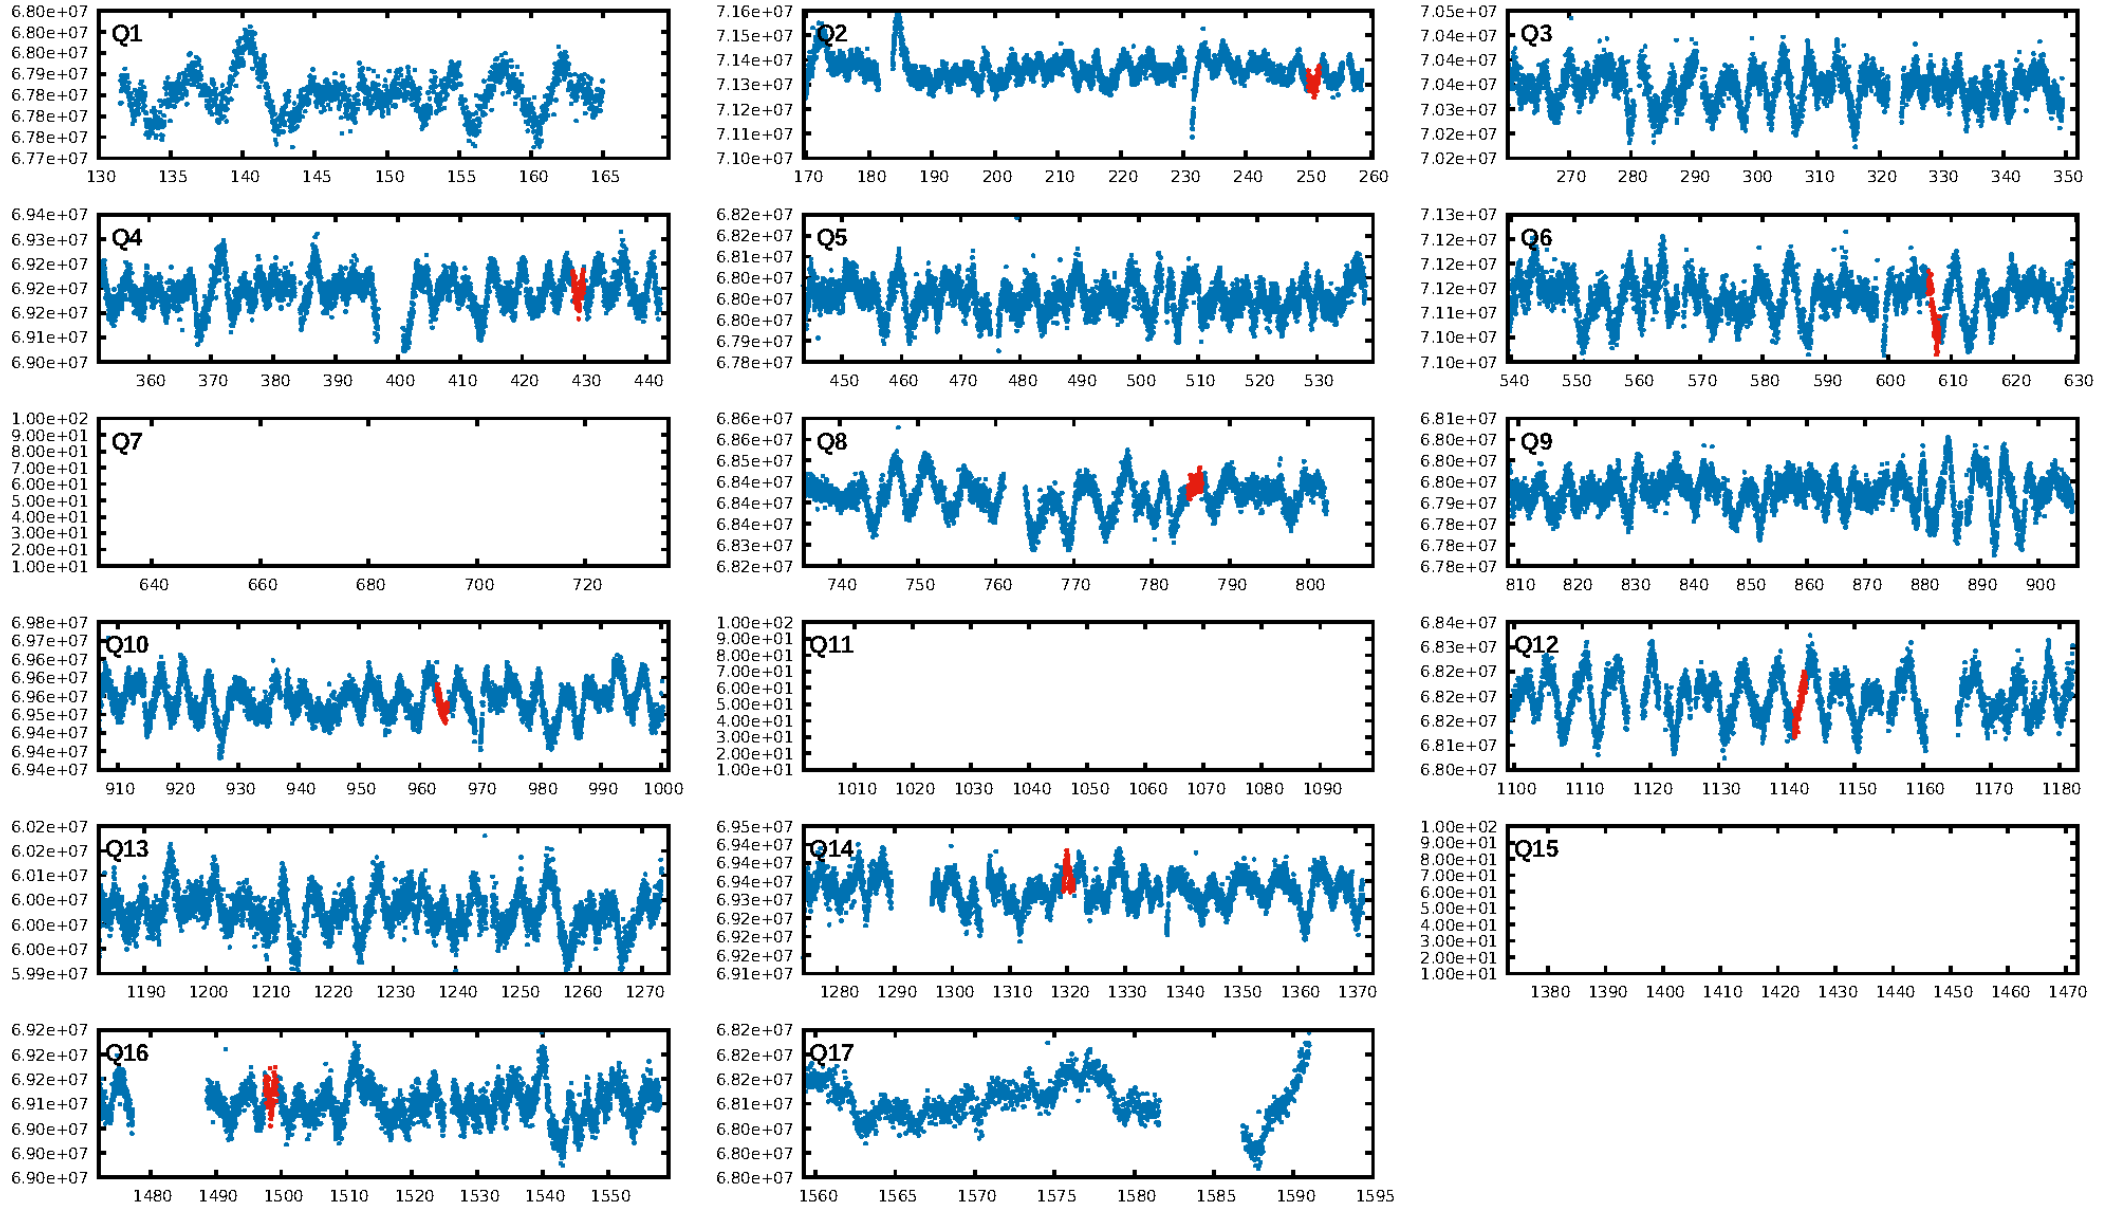 6.80e+07
6.80e+07
6.80e+07
6.79e+07
6.78e+07
6.78e+07
6.78e+07
6.77e+07
Q1
130 135 140 145 150 155 160 165
7.16e+07
7.15e+07
7.14e+07
7.13e+07
7.12e+07
7.11e+07
7.10e+07
Q2
170 180 190 200 210 220 230 240 250 260
7.05e+07
7.04e+07
7.04e+07
7.04e+07
7.03e+07
7.02e+07
7.02e+07
Q3
270 280 290 300 310 320 330 340 350
6.94e+07
6.93e+07
6.92e+07
6.92e+07
6.92e+07
6.91e+07
6.90e+07
Q4
360 370 380 390 400 410 420 430 440
6.82e+07
6.82e+07
6.81e+07
6.80e+07
6.80e+07
6.80e+07
6.79e+07
6.78e+07
Q5
450 460 470 480 490 500 510 520 530
7.13e+07
7.12e+07
7.12e+07
7.12e+07
7.11e+07
7.10e+07
7.10e+07
Q6
540 550 560 570 580 590 600 610 620 630
1.00e+02
9.00e+01
8.00e+01
7.00e+01
6.00e+01
5.00e+01
4.00e+01
3.00e+01
2.00e+01
1.00e+01
Q7
640 660 680 700 720
6.86e+07
6.86e+07
6.85e+07
6.84e+07
6.84e+07
6.84e+07
6.83e+07
6.82e+07
Q8
740 750 760 770 780 790 800
6.81e+07
6.80e+07
6.80e+07
6.80e+07
6.79e+07
6.78e+07
6.78e+07
6.78e+07
Q9
810 820 830 840 850 860 870 880 890 900
6.98e+07
6.97e+07
6.96e+07
6.96e+07
6.96e+07
6.95e+07
6.94e+07
6.94e+07
6.94e+07
Q10
910 920 930 940 950 960 970 980 990 1000
1.00e+02
9.00e+01
8.00e+01
7.00e+01
6.00e+01
5.00e+01
4.00e+01
3.00e+01
2.00e+01
1.00e+01
Q11
1010 1020 1030 1040 1050 1060 1070 1080 1090
6.84e+07
6.83e+07
6.82e+07
6.82e+07
6.82e+07
6.81e+07
6.80e+07
Q12
1100 1110 1120 1130 1140 1150 1160 1170 1180
6.02e+07
6.02e+07
6.01e+07
6.00e+07
6.00e+07
6.00e+07
5.99e+07
Q13
1190 1200 1210 1220 1230 1240 1250 1260 1270
6.95e+07
6.94e+07
6.94e+07
6.94e+07
6.93e+07
6.92e+07
6.92e+07
6.92e+07
6.91e+07
Q14
1280 1290 1300 1310 1320 1330 1340 1350 1360 1370
1.00e+02
9.00e+01
8.00e+01
7.00e+01
6.00e+01
5.00e+01
4.00e+01
3.00e+01
2.00e+01
1.00e+01
Q15
1380 1390 1400 1410 1420 1430 1440 1450 1460 1470
6.92e+07
6.92e+07
6.92e+07
6.91e+07
6.90e+07
6.90e+07
6.90e+07
Q16
1480 1490 1500 1510 1520 1530 1540 1550
6.82e+07
6.82e+07
6.82e+07
6.81e+07
6.80e+07
6.80e+07
6.80e+07
Q17
1560 1565 1570 1575 1580 1585 1590 1595